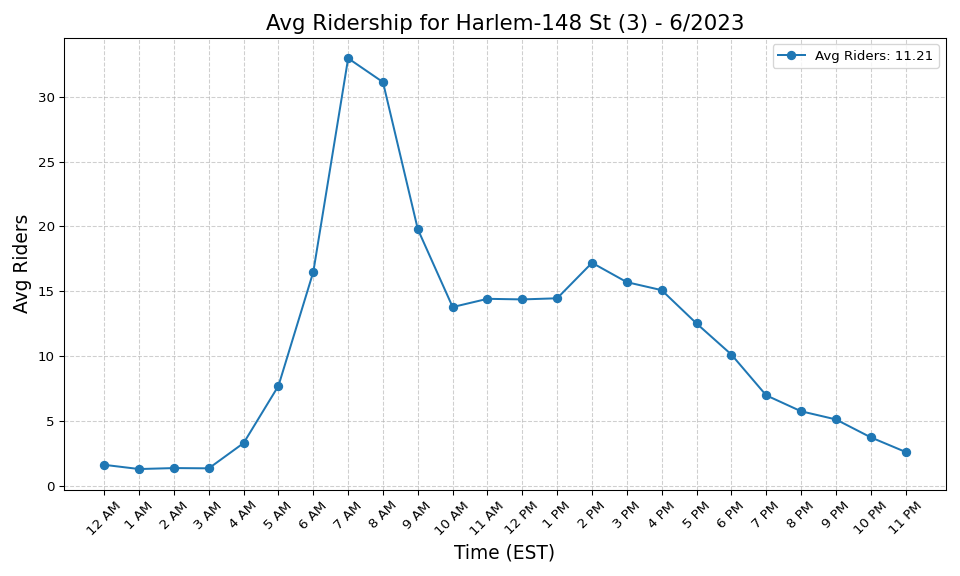 Avg Ridership for Harlem-148 St (3) - 6/2023
Avg Riders: 11.21
Avg Riders
30
25
20
15
10
5
0
12 AM
1 AM
2 AM
3 AM
4 AM
5 AM
6 AM
7 AM
8 AM
9 AM
10 AM
11 AM
12 PM
1 PM
2 PM
3 PM
4 PM
5 PM
6 PM
7 PM
8 PM
9 PM
10 PM
11 PM
Time (EST)